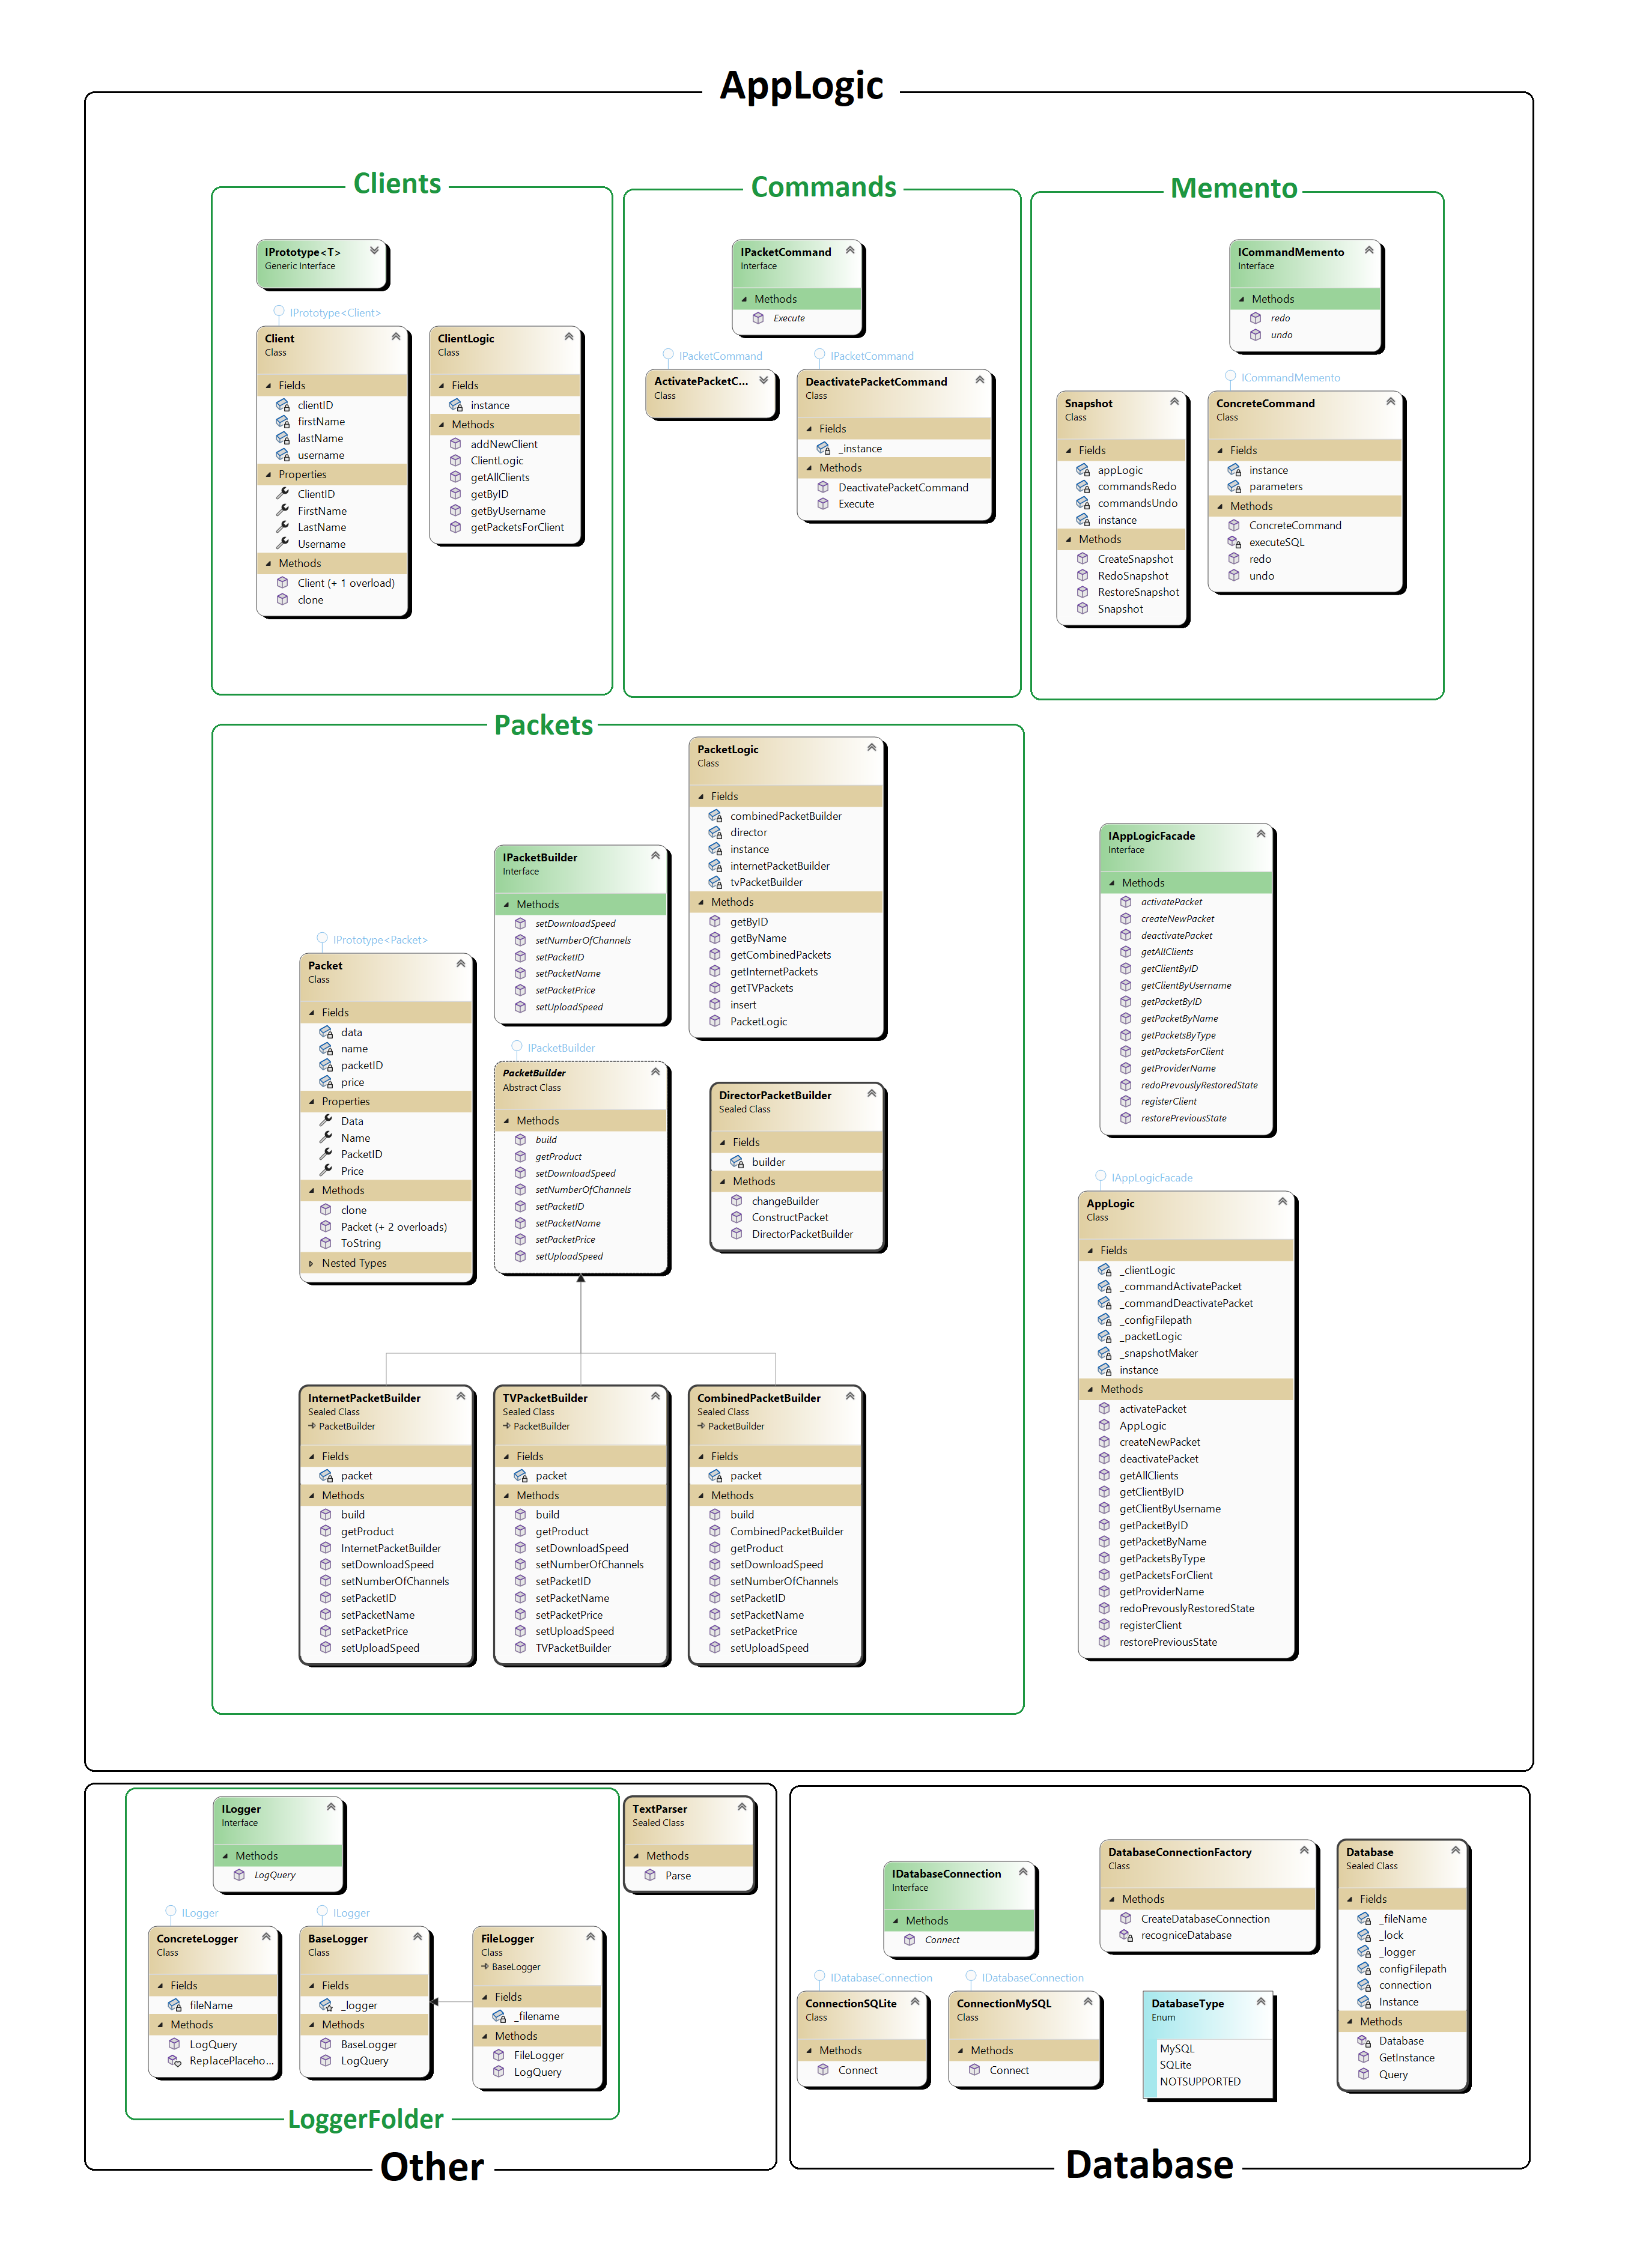 AppLogic
Clients
IPrototype<T>
Generic Interface
IPrototype<Client>
Client
Class
Fields
clientID
firstName
lastName
username
Properties
ClientID
FirstName
LastName
Username
Methods
Client (+ 1 overload)
clone
ClientLogic
Class
Fields
instance
Methods
addNewClient
ClientLogic
getAllClients
getByID
getByUsername
getPacketsForClient
Commands
IPacketCommand
Interface
Methods
Execute
IPacketCommand
ActivatePacketC...
Class
IPacketCommand
DeactivatePacketCommand
Class
Fields
_instance
Methods
DeactivatePacketCommand
Execute
Memento
ICommandMemento
Interface
Methods
redo
undo
Snapshot
Class
Fields
appLogic
commandsRedo
commandsUndo
instance
Methods
CreateSnapshot
RedoSnapshot
RestoreSnapshot
Snapshot
ICommandMemento
ConcreteCommand
Class
Fields
instance
parameters
Methods
ConcreteCommand
executeSQL
redo
undo
Packets
IPrototype<Packet>
Packet
Class
Fields
data
name
packetID
price
Properties
Data
Name
PacketID
Price
Methods
clone
Packet (+ 2 overloads)
ToString
Nested Types
IPacketBuilder
Interface
Methods
setDownloadSpeed
setNumberOfChannels
setPacketID
setPacketName
setPacketPrice
setUploadSpeed
IPacketBuilder
PacketBuilder
Abstract Class
Methods
build
getProduct
setDownloadSpeed
setNumberOfChannels
setPacketID
setPacketName
setPacketPrice
setUploadSpeed
PacketLogic
Class
Fields
combinedPacketBuilder
director
instance
internetPacketBuilder
tvPacketBuilder
Methods
getByID
getByName
getCombinedPackets
getInternetPackets
getTVPackets
insert
PacketLogic
DirectorPacketBuilder
Sealed Class
Fields
builder
Methods
changeBuilder
ConstructPacket
DirectorPacketBuilder
InternetPacketBuilder
Sealed Class
PacketBuilder
Fields
packet
Methods
build
getProduct
InternetPacketBuilder
setDownloadSpeed
setNumberOfChannels
setPacketID
setPacketName
setPacketPrice
setUploadSpeed
TVPacketBuilder
Sealed Class
PacketBuilder
Fields
packet
Methods
build
getProduct
setDownloadSpeed
setNumberOfChannels
setPacketID
setPacketName
setPacketPrice
setUploadSpeed
TVPacketBuilder
CombinedPacketBuilder
Sealed Class
PacketBuilder
Fields
packet
Methods
build
CombinedPacketBuilder
getProduct
setDownloadSpeed
setNumberOfChannels
setPacketID
setPacketName
setPacketPrice
setUploadSpeed
IAppLogicFacade
Interface
Methods
activatePacket
createNewPacket
deactivatePacket
getAllClients
getClientByID
getClientByUsername
getPacketByID
getPacketByName
getPacketsByType
getPacketsForClient
getProviderName
redoPrevouslyRestoredState
registerClient
restorePreviousState
IAppLogicFacade
AppLogic
Class
Fields
_clientLogic
_commandActivatePacket
_commandDeactivatePacket
_configFilepath
_packetLogic
_snapshotMaker
instance
Methods
activatePacket
AppLogic
createNewPacket
deactivatePacket
getAllClients
getClientByID
getClientByUsername
getPacketByID
getPacketByName
getPacketsByType
getPacketsForClient
getProviderName
redoPrevouslyRestoredState
registerClient
restorePreviousState
ILogger
Interface
Methods
LogQuery
ILogger
ConcreteLogger
Class
Fields
fileName
Methods
LogQuery
ReplacePlaceho...
ILogger
BaseLogger
Class
Fields
_logger
Methods
BaseLogger
LogQuery
FileLogger
Class
BaseLogger
Fields
_filename
Methods
FileLogger
LogQuery
LoggerFolder
TextParser
Sealed Class
Methods
Parse
Other
IDatabaseConnection
Interface
Methods
Connect
IDatabaseConnection
ConnectionSQLite
Class
Methods
Connect
IDatabaseConnection
ConnectionMySQL
Class
Methods
Connect
DatabaseConnectionFactory
Class
Methods
CreateDatabaseConnection
recogniceDatabase
DatabaseType
Enum
MySQL
SQLite
NOTSUPPORTED
Database
Sealed Class
Fields
_fileName
_lock
_logger
configFilepath
connection
Instance
Methods
Database
GetInstance
Query
Database